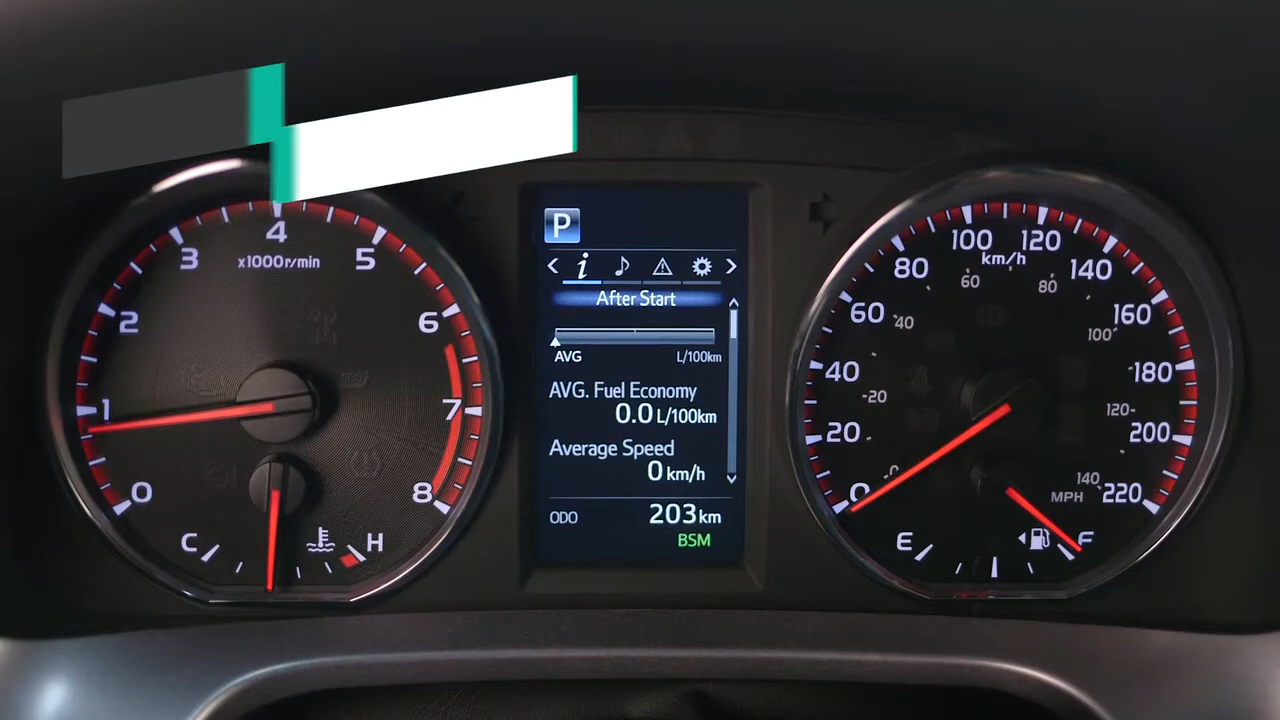 0
1
2
3
4
5
6
7
8
x1000r/min
C
H
P
i
After Start
AVG L/100km
AVG. Fuel Economy
0.0 L/100km
Average Speed
0 km/h
ODO 203km
BSM
0
20
40
60
80
100
120
140
160
180
200
220
km/h
0
20
40
60
80
100
120
140
MPH
E
F